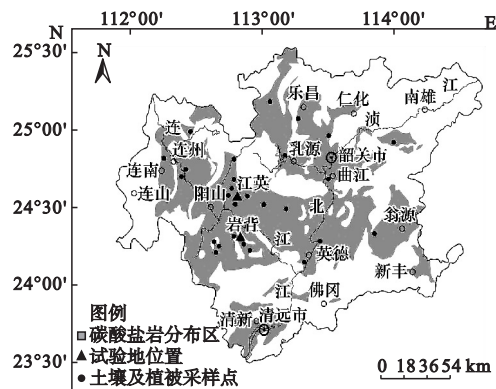 112°00′ 113°00′ 114°00′
N E
25°30′
N
25°00′
24°30′
24°00′
23°30′
乐昌
仁化
南雄
江
浈
连
连州
乳源
韶关市
曲江
连南
连山
阳山
江英
北
翁源
岩背
江
英德
新丰
江
佛冈
清新
清远市
图例
碳酸盐岩分布区
试验地位置
土壤及植被采样点
0 18 36 54 km